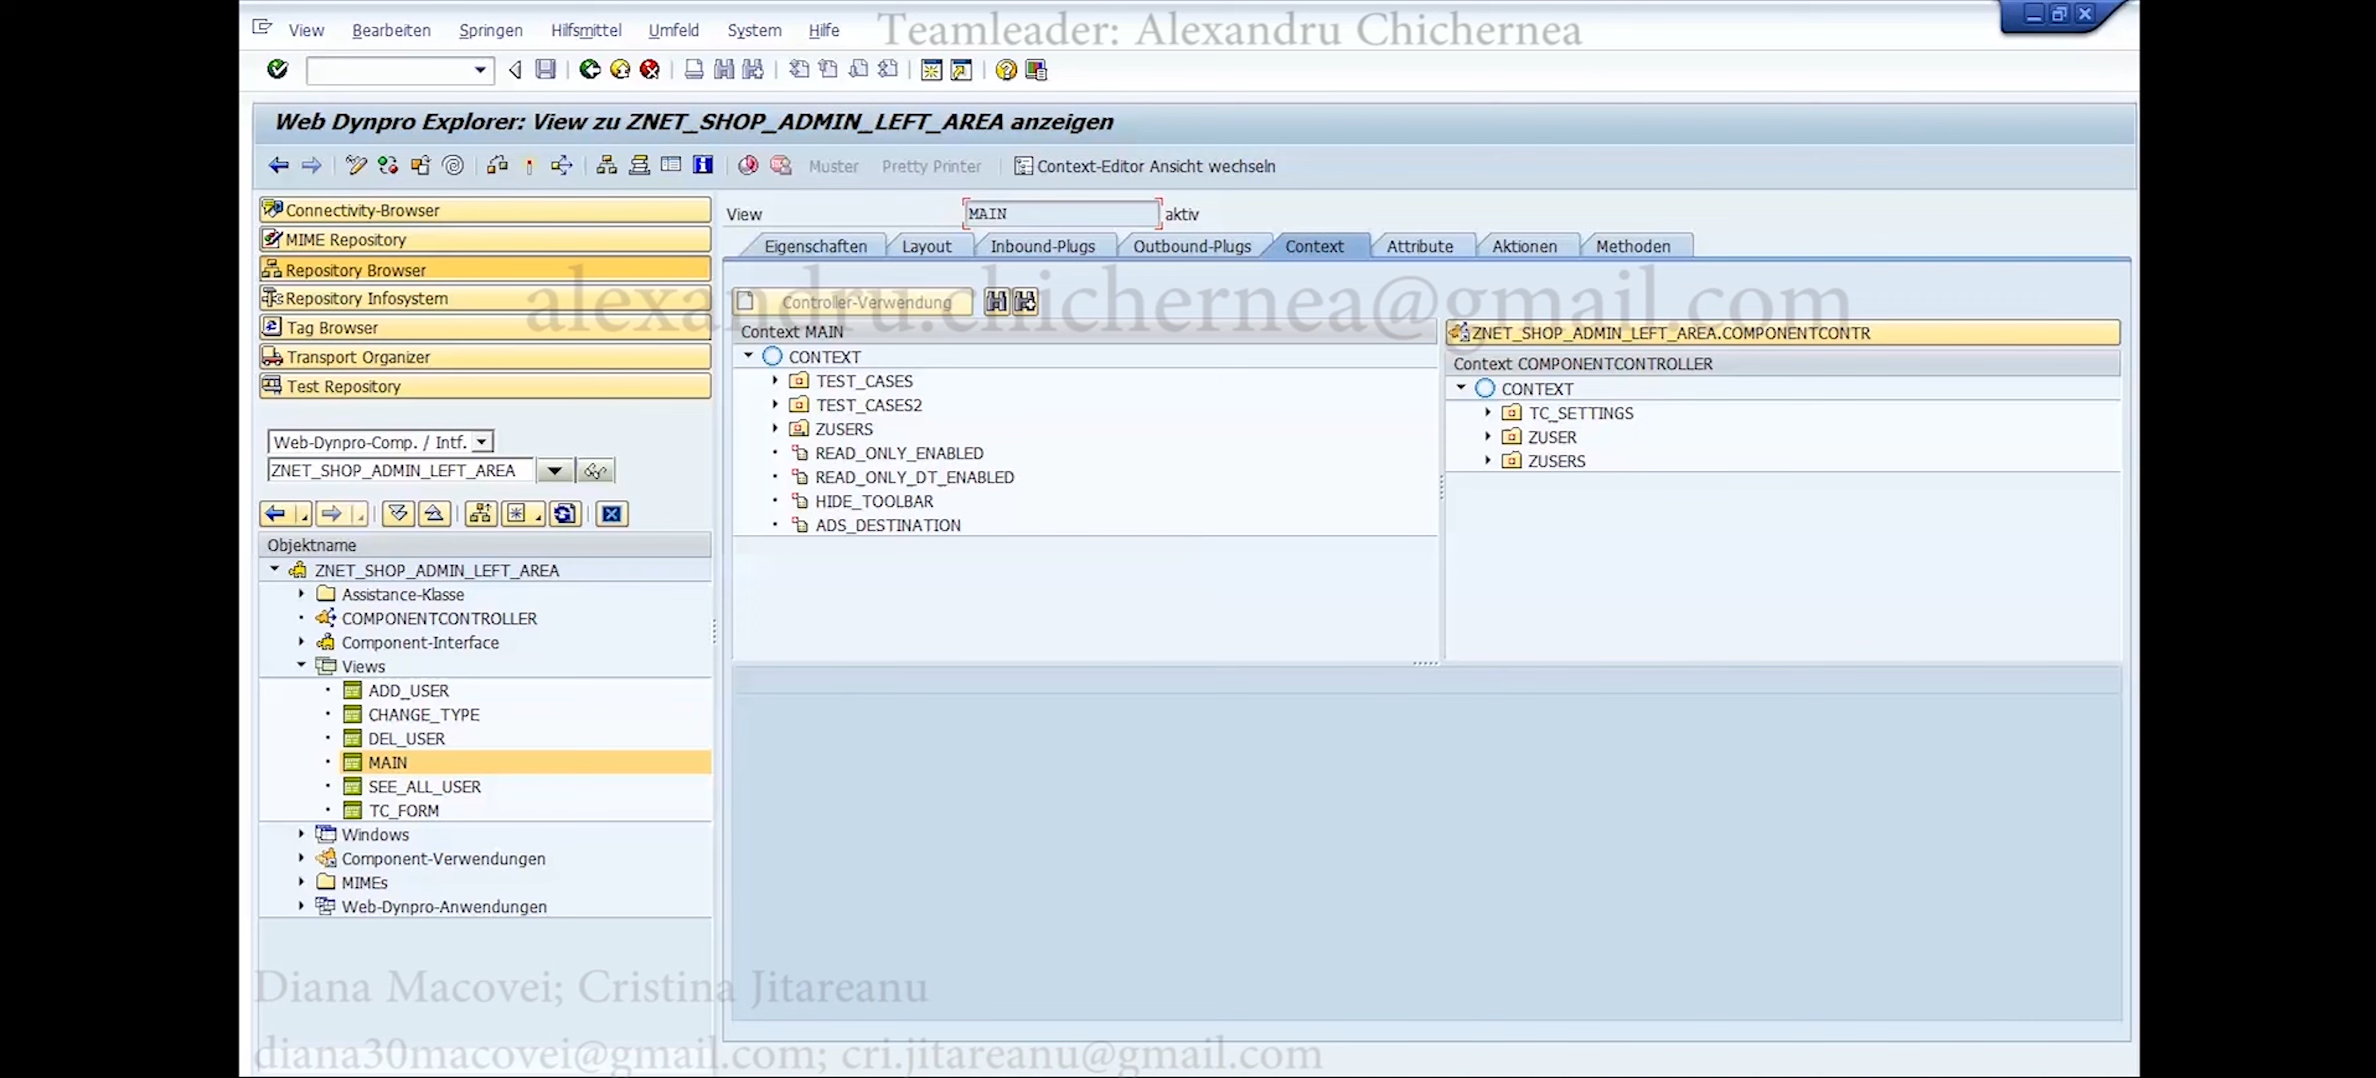 View Bearbeiten Springen Hilfsmittel Umfeld System Hilfe
Teamleader: Alexandru Chichernea
Web Dynpro Explorer: View zu ZNET_SHOP_ADMIN_LEFT_AREA anzeigen
Muster Pretty Printer Context-Editor Ansicht wechseln
Connectivity-Browser
MIME Repository
Repository Browser
Repository Infosystem
Tag Browser
Transport Organizer
Test Repository
Web-Dynpro-Comp. / Intf.
ZNET_SHOP_ADMIN_LEFT_AREA
Objektname
ZNET_SHOP_ADMIN_LEFT_AREA
Assistance-Klasse
COMPONENTCONTROLLER
Component-Interface
Views
ADD_USER
CHANGE_TYPE
DEL_USER
MAIN
SEE_ALL_USER
TC_FORM
Windows
Component-Verwendungen
MIMEs
Web-Dynpro-Anwendungen
View MAIN aktiv
Eigenschaften Layout Inbound-Plugs Outbound-Plugs Context Attribute Aktionen Methoden
alexandru.chichernea@gmail.com
Controller-Verwendung
Context MAIN
CONTEXT
TEST_CASES
TEST_CASES2
ZUSERS
READ_ONLY_ENABLED
READ_ONLY_DT_ENABLED
HIDE_TOOLBAR
ADS_DESTINATION
ZNET_SHOP_ADMIN_LEFT_AREA.COMPONENTCONTR
Context COMPONENTCONTROLLER
CONTEXT
TC_SETTINGS
ZUSER
ZUSERS
Diana Macovei; Cristina Jitareanu
diana30macovei@gmail.com; cri.jitareanu@gmail.com